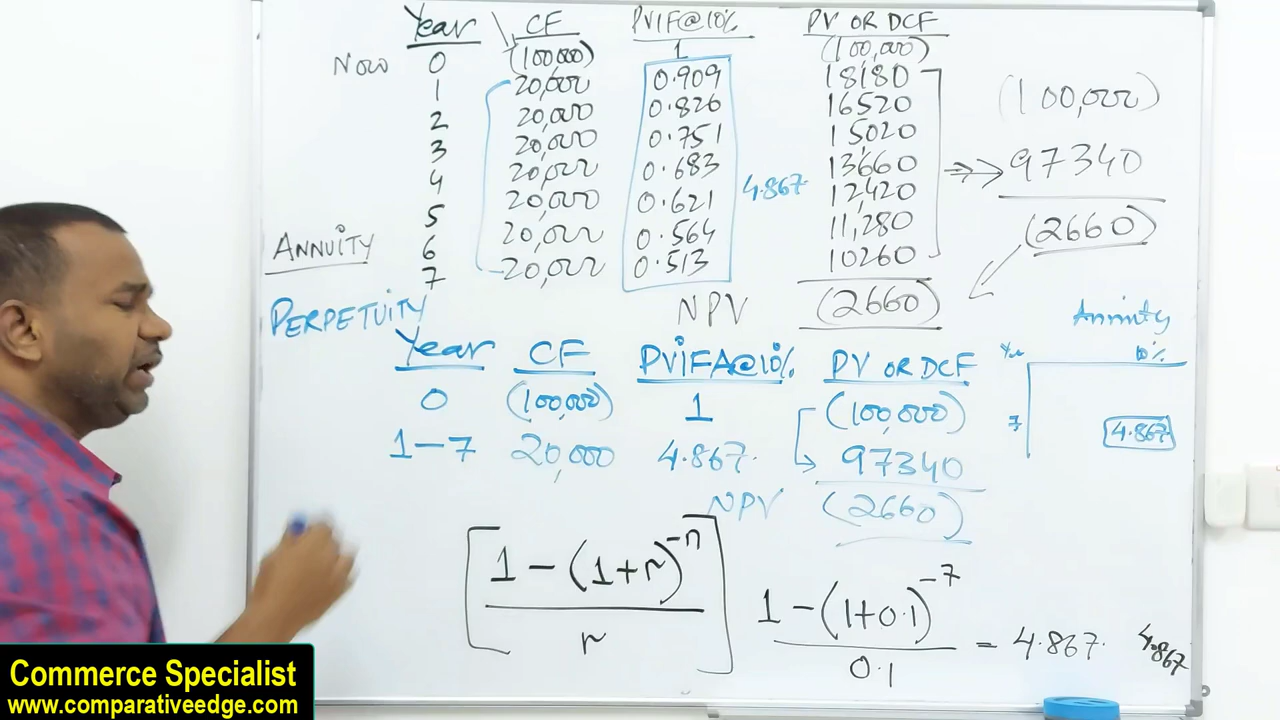 Year CF PVIF@10% PV OR DCF
Now 0 (100000) 1 (100,000)
1 20,000 0.909 18180
2 20,000 0.826 16520
3 20,000 0.751 15020
4 20,000 0.683 13660
5 20,000 0.621 12420
6 20,000 0.564 11,280
7 20,000 0.513 10260
4.867
NPV (2660)
(100,000)
97340
(2660)
ANNUITY
PERPETUITY
Year CF PVIFA@10% PV OR DCF
0 (100,000) 1 (100,000)
1-7 20,000 4.867 97340
NPV (2660)
Annuity
Year 10%
7 4.867
[1-(1+r)^-n / r]
1-(1+0.1)^-7 / 0.1 = 4.867
4.867
Commerce Specialist
www.comparativeedge.com